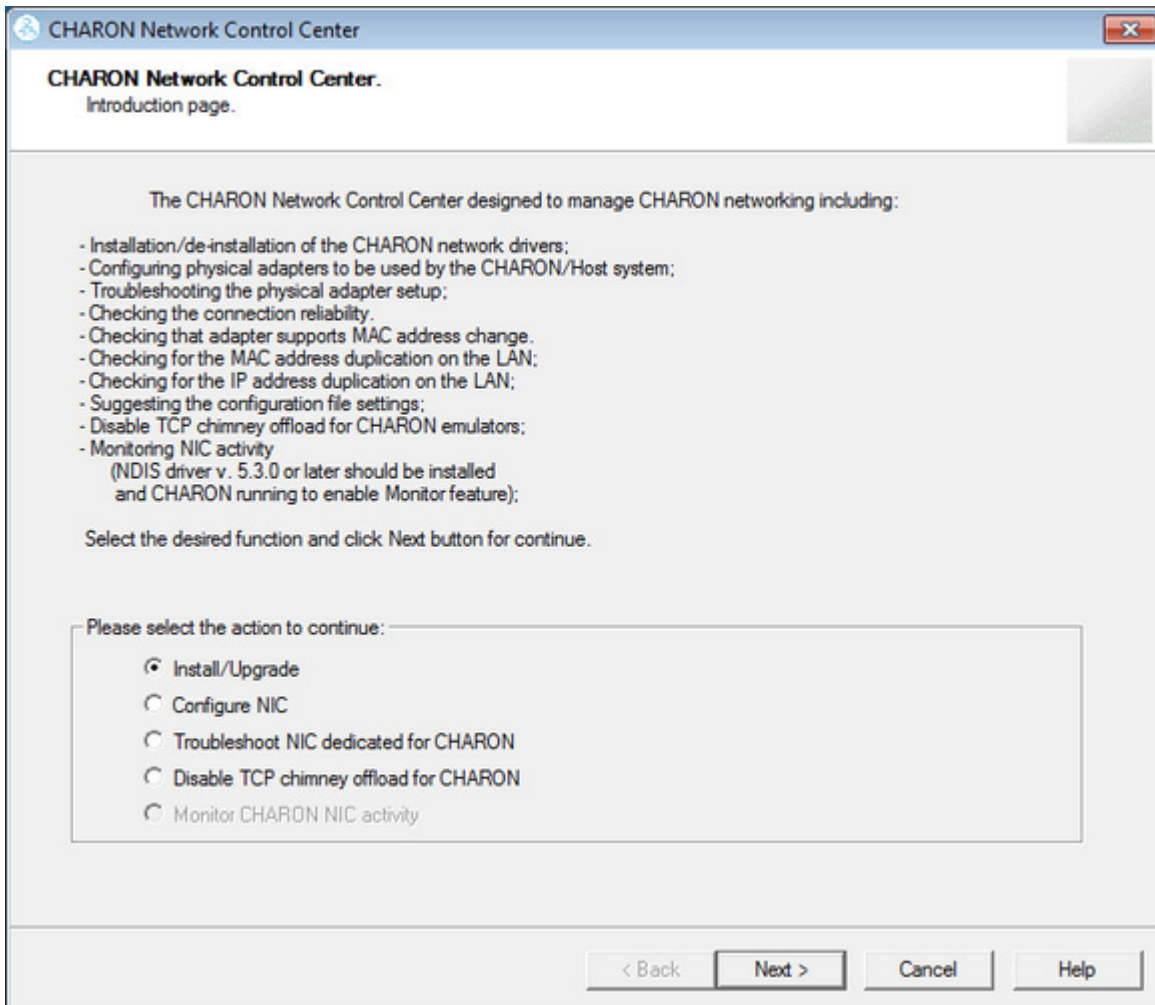 CHARON Network Control Center
CHARON Network Control Center.
Introduction page.
The CHARON Network Control Center designed to manage CHARON networking including:
- Installation/de-installation of the CHARON network drivers;
- Configuring physical adapters to be used by the CHARON/Host system;
- Troubleshooting the physical adapter setup;
- Checking the connection reliability.
- Checking that adapter supports MAC address change.
- Checking for the MAC address duplication on the LAN;
- Checking for the IP address duplication on the LAN;
- Suggesting the configuration file settings;
- Disable TCP chimney offload for CHARON emulators;
- Monitoring NIC activity
(NDIS driver v. 5.3.0 or later should be installed
and CHARON running to enable Monitor feature);
Select the desired function and click Next button for continue.
Please select the action to continue:
Install/Upgrade
Configure NIC
Troubleshoot NIC dedicated for CHARON
Disable TCP chimney offload for CHARON
Monitor CHARON NIC activity
< Back Next > Cancel Help